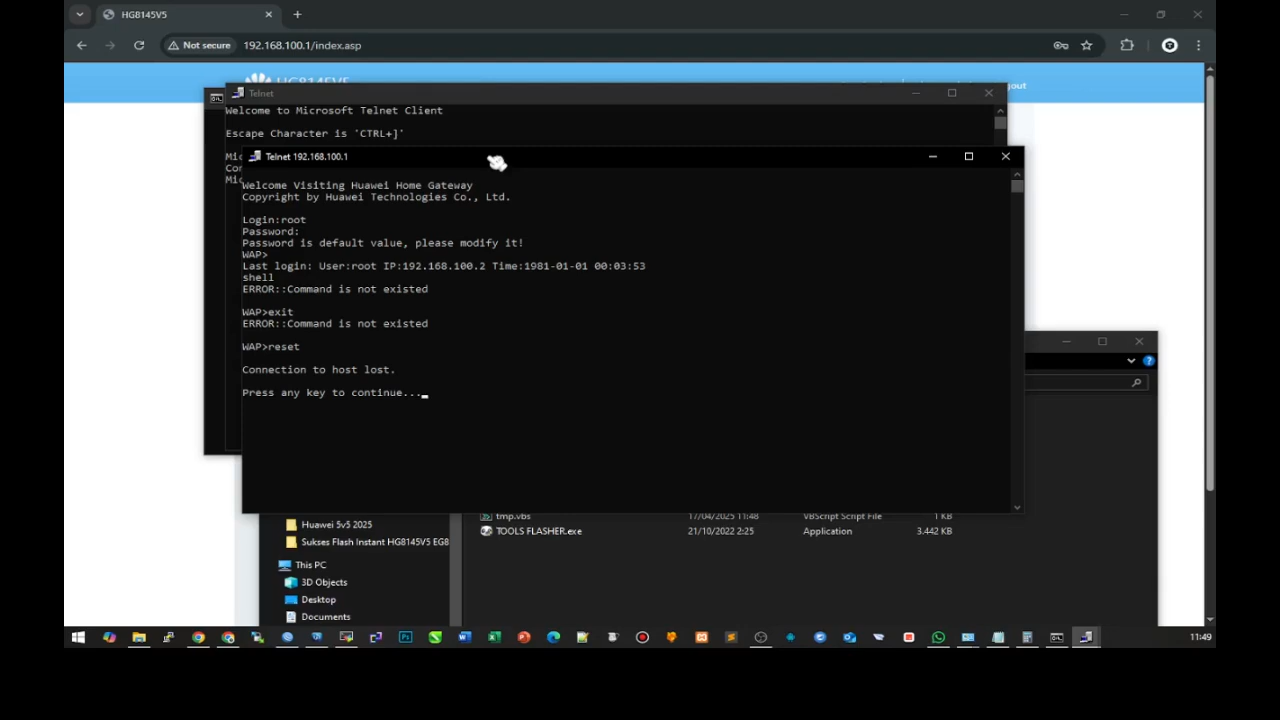 HG8145V5
Not secure
192.168.100.1/index.asp
HG8145V5
Telnet
Welcome to Microsoft Telnet Client
Escape Character is 'CTRL+]'
Mic
Con
Mic
Telnet 192.168.100.1
Welcome Visiting Huawei Home Gateway
Copyright by Huawei Technologies Co., Ltd.
Login:root
Password:
Password is default value, please modify it!
WAP>
Last login: User:root IP:192.168.100.2 Time:1981-01-01 00:03:53
shell
ERROR::Command is not existed
WAP>exit
ERROR::Command is not existed
WAP>reset
Connection to host lost.
Press any key to continue...
tmp.vbs 17/04/2025 11:48 VBScript Script File 1 KB
Huawei 5v5 2025
TOOLS FLASHER.exe 21/10/2022 2:25 Application 3.442 KB
Sukses Flash Instant HG8145V5 EG8
This PC
3D Objects
Desktop
Documents
11:49